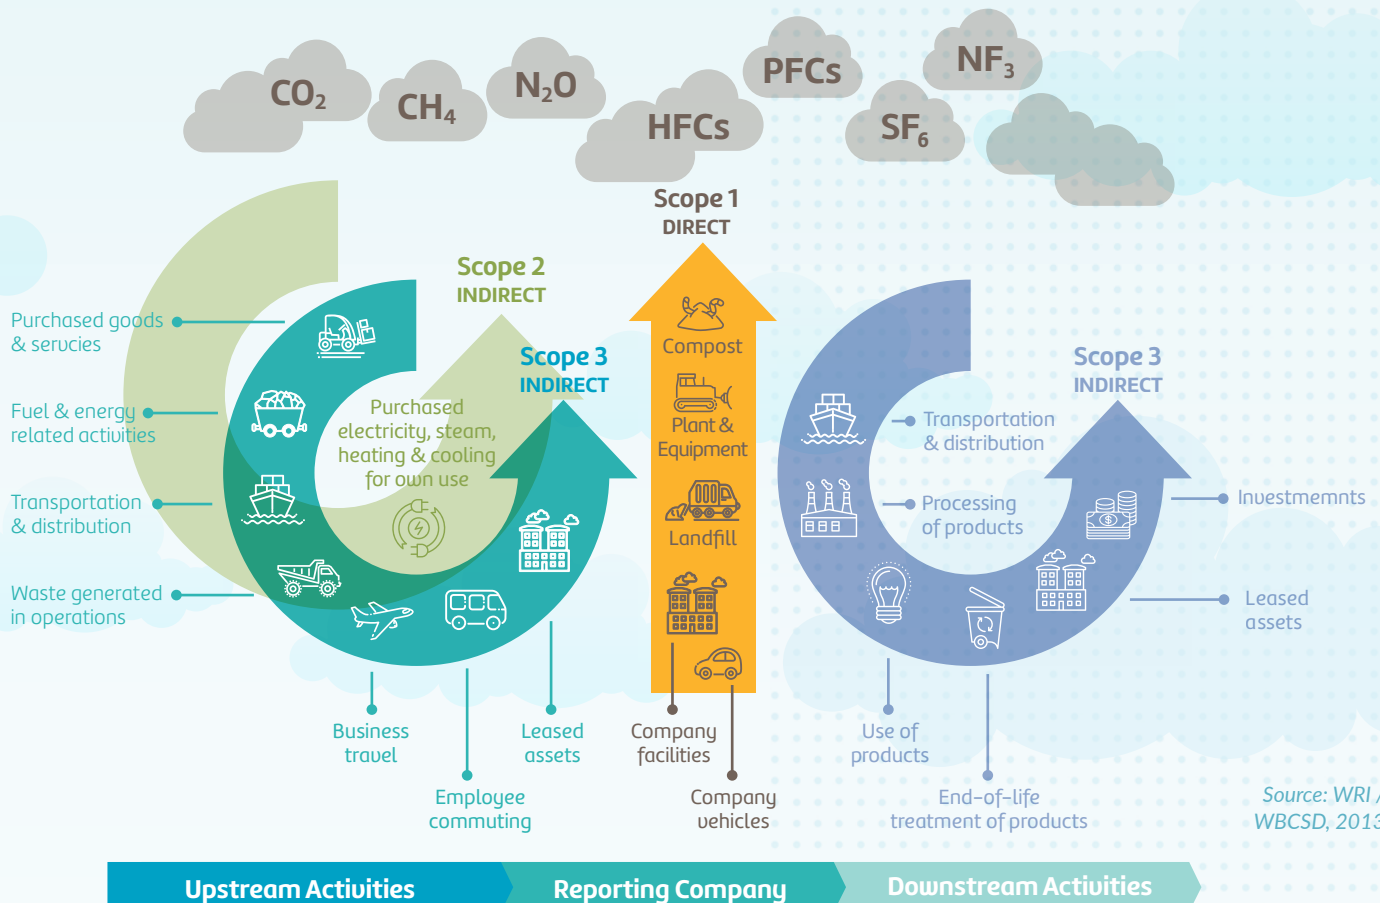 CO₂
CH₄
N₂O
HFCs
PFCs
SF₆
NF₃
Scope 1
DIRECT
Scope 2
INDIRECT
Scope 3
INDIRECT
Scope 3
INDIRECT
Purchased goods
& servcies
Fuel & energy
related activities
Transportation
& distribution
Waste generated
in operations
Purchased
electricity, steam,
heating & cooling
for own use
Business
travel
Employee
commuting
Leased
assets
Compost
Plant &
Equipment
Landfill
Company
facilities
Company
vehicles
Transportation
& distribution
Processing
of products
Use of
products
End-of-life
treatment of products
Investmemnts
Leased
assets
Source: WRI /
WBCSD, 2013
Upstream Activities
Reporting Company
Downstream Activities